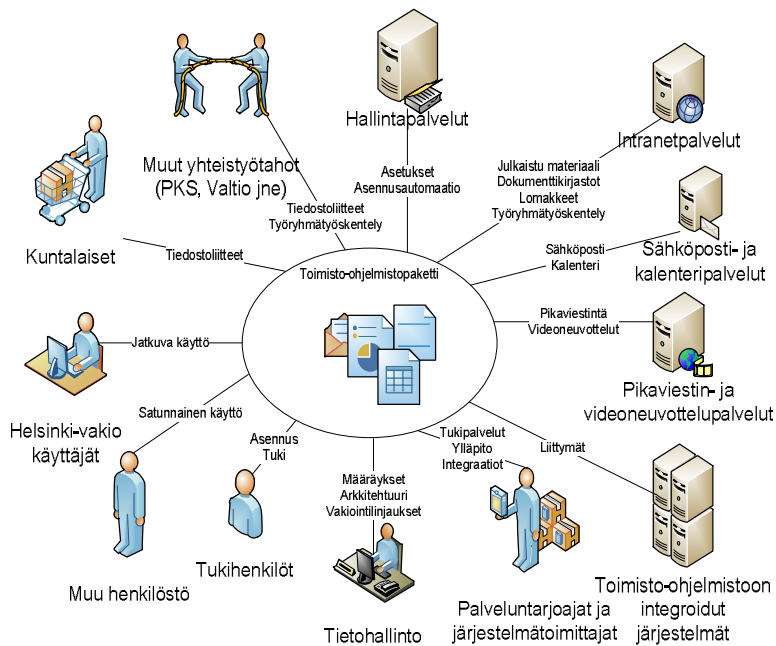 Hallintapalvelut
Muut yhteistyötahot
(PKS, Valtio jne)
Intranetpalvelut
Asetukset
Asennusautomaatio
Julkaistu materiaali
Dokumenttikirjastot
Lomakkeet
Työryhmätyöskentely
Tiedostoliitteet
Työryhmätyöskentely
Kuntalaiset
Tiedostoliitteet
Sähköposti
Kalenteri
Sähköposti- ja
kalenteripalvelut
Toimisto-ohjelmistopaketti
Pikaviestintä
Videoneuvottelut
Jatkuva käyttö
Pikaviestin- ja
videoneuvottelupalvelut
Helsinki-vakio
käyttäjät
Satunnainen käyttö
Asennus
Tuki
Tukipalvelut
Ylläpito
Integraatiot
Liittymät
Määräykset
Arkkitehtuuri
Vakiointilinjaukset
Muu henkilöstö
Tukihenkilöt
Tietohallinto
Palveluntarjoajat ja
järjestelmätoimittajat
Toimisto-ohjelmistoon
integroidut
järjestelmät